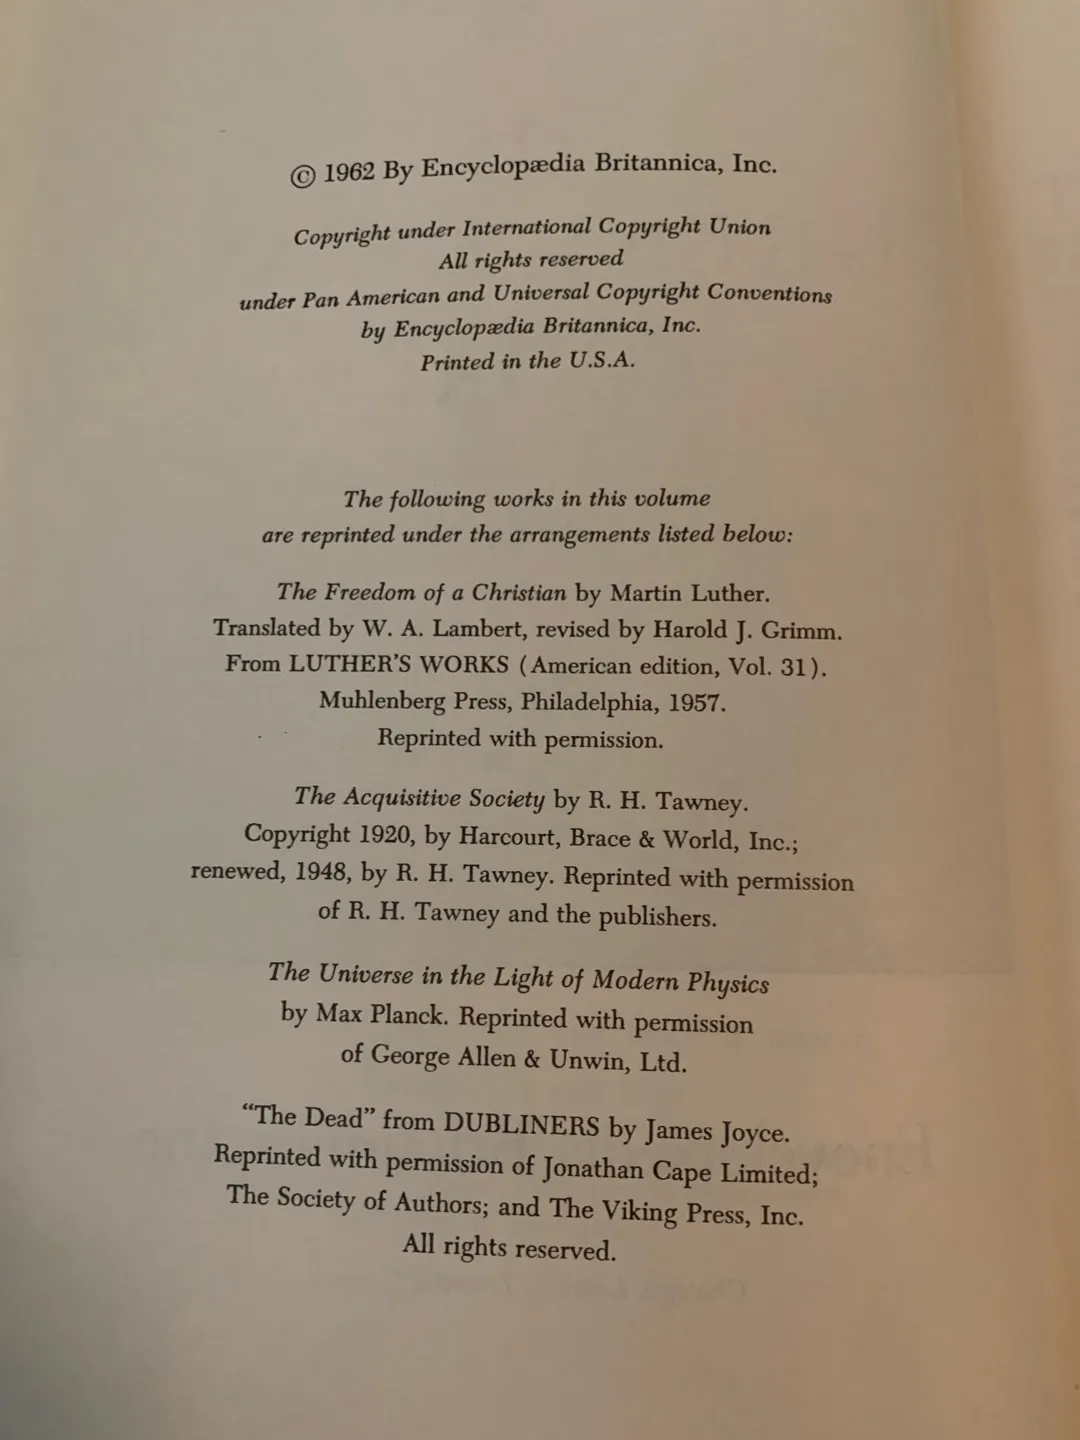 © 1962 By Encyclopædia Britannica, Inc.
Copyright under International Copyright Union
All rights reserved
under Pan American and Universal Copyright Conventions
by Encyclopædia Britannica, Inc.
Printed in the U.S.A.
The following works in this volume
are reprinted under the arrangements listed below:
The Freedom of a Christian by Martin Luther.
Translated by W. A. Lambert, revised by Harold J. Grimm.
From LUTHER'S WORKS (American edition, Vol. 31).
Muhlenberg Press, Philadelphia, 1957.
Reprinted with permission.
The Acquisitive Society by R. H. Tawney.
Copyright 1920, by Harcourt, Brace & World, Inc.;
renewed, 1948, by R. H. Tawney. Reprinted with permission
of R. H. Tawney and the publishers.
The Universe in the Light of Modern Physics
by Max Planck. Reprinted with permission
of George Allen & Unwin, Ltd.
“The Dead” from DUBLINERS by James Joyce.
Reprinted with permission of Jonathan Cape Limited;
The Society of Authors; and The Viking Press, Inc.
All rights reserved.